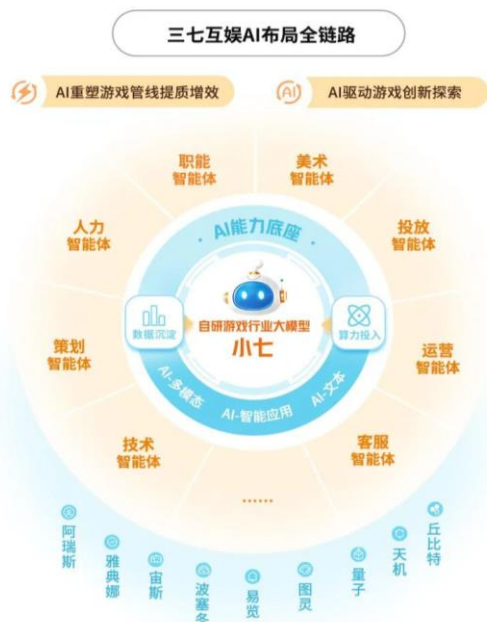 三七互娱AI布局全链路
AI重塑游戏管线提质增效
AI
AI驱动游戏创新探索
职能
智能体
美术
智能体
人力
智能体
投放
智能体
·AI能力底座·
数据沉淀
自研游戏行业大模型
小七
算力投入
策划
智能体
运营
智能体
AI-多模态
AI-智能应用
AI-文本
技术
智能体
客服
智能体
······
阿瑞斯
雅典娜
宙斯
波塞冬
易览
图灵
量子
天机
丘比特